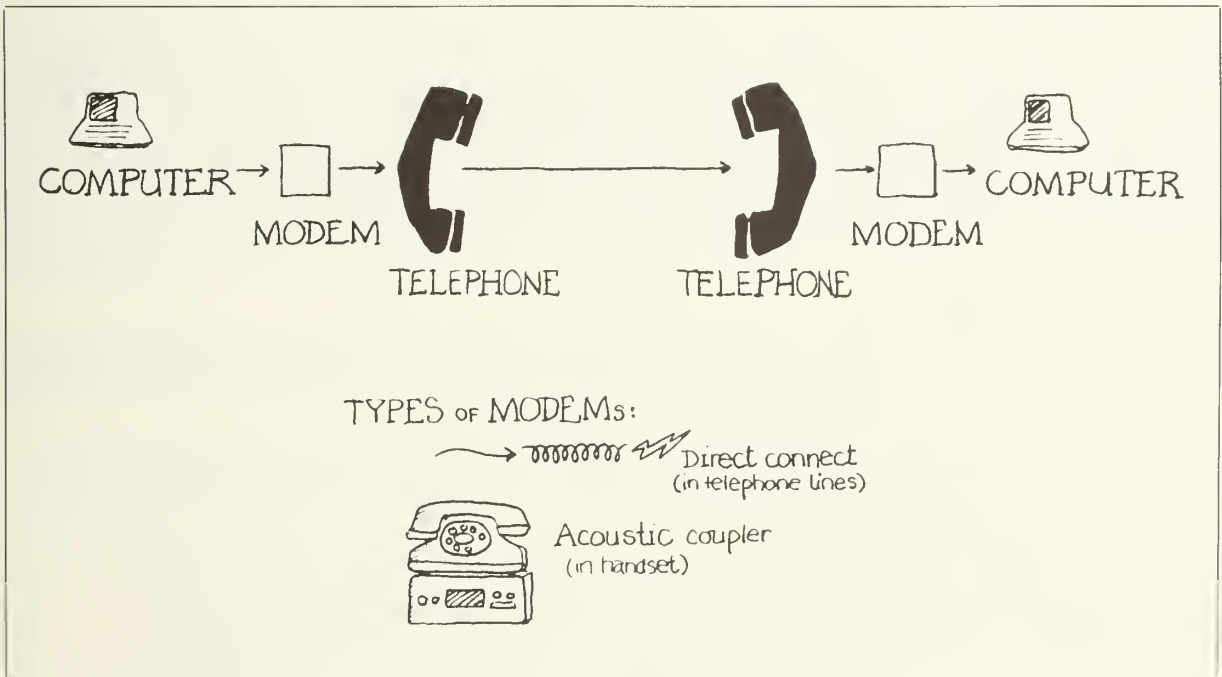 COMPUTER
MODEM
TELEPHONE
TELEPHONE
MODEM
COMPUTER
TYPES OF MODEMs:
Direct connect
(in telephone lines)
Acoustic coupler
(in handset)